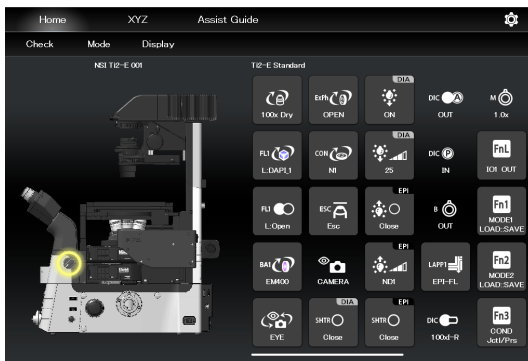 Home XYZ Assist Guide
Check Mode Display
NSI Ti2-E 001
Ti2-E Standard
100x Dry
ExPh
OPEN
DIA
ON
DIC A
OUT
M
1.0x
FL1
L:DAPI_1
CON
N1
DIA
25
DIC P
IN
FnL
IO1 OUT
FL1
L:Open
ESC
Esc
EPI
Close
B
OUT
Fn1
MODE1
LOAD:SAVE
BA1
EM400
CAMERA
EPI
ND1
LAPP1
EPI-FL
Fn2
MODE2
LOAD:SAVE
EYE
DIA
SHTR
Close
EPI
SHTR
Close
DIC
100xI-R
Fn3
COND
Jctl/Prs